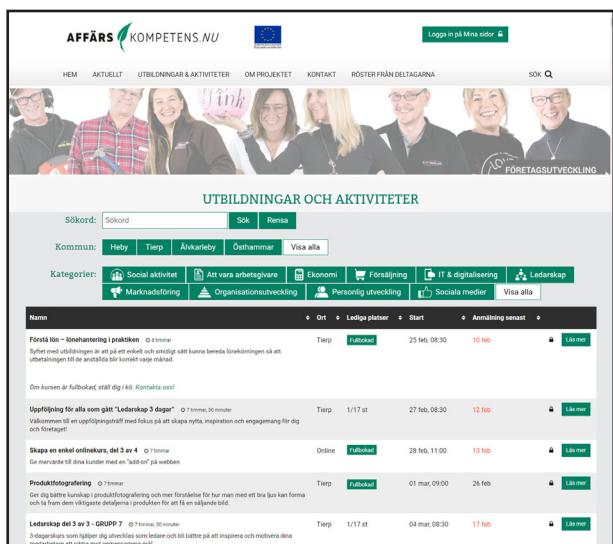 AFFÄRS KOMPETENS.NU
Logga in på Mina sidor
HEM AKTUELLT UTBILDNINGAR & AKTIVITETER OM PROJEKTET KONTAKT RÖSTER FRÅN DELTAGARNA SÖK
FÖRETAGSUTVECKLING
UTBILDNINGAR OCH AKTIVITETER
Sökord: Sökord Sök Rensa
Kommun: Heby Tierp Älvkarleby Östhammar Visa alla
Kategorier: Social aktivitet Att vara arbetsgivare Ekonomi Försäljning IT & digitalisering Ledarskap
Marknadsföring Organisationsutveckling Personlig utveckling Sociala medier Visa alla
Namn Ort Lediga platser Start Anmälning senast
Förstå lön – lönehantering i praktiken 8 timmar Tierp Fullbokad 25 feb, 08:30 10 feb Läs mer
Syftet med utbildningen är att på ett enkelt och smidigt sätt kunna bereda lönekörningen så att
utbetalningen till de anställda blir korrekt varje månad.
Om kursen är fullbokad, ställ dig i kö. Kontakta oss!
Uppföljning för alla som gått "Ledarskap 3 dagar" 7 timmar, 30 minuter Tierp 1/17 st 27 feb, 08:30 12 feb Läs mer
Välkommen till en uppföljningsträff med fokus på att skapa nytta, inspiration och engagemang för dig
och företaget!
Skapa en enkel onlinekurs, del 3 av 4 7 timmar Online Fullbokad 28 feb, 11:00 13 feb Läs mer
Ge mervärde till dina kunder med en "add-on" på webben
Produktfotografering 7 timmar Tierp Fullbokad 01 mar, 09:00 26 feb Läs mer
Ger dig bättre kunskap i produktfotografering och mer förståelse för hur man med ett bra ljus kan forma
och ta fram dem viktigaste detaljerna i produkten för att få en säljande bild.
Ledarskap del 3 av 3 - GRUPP 7 7 timmar, 30 minuter Tierp 1/17 st 04 mar, 08:30 17 feb Läs mer
3-dagarskurs som hjälper dig utvecklas som ledare och bli bättre på att inspirera och motivera dina